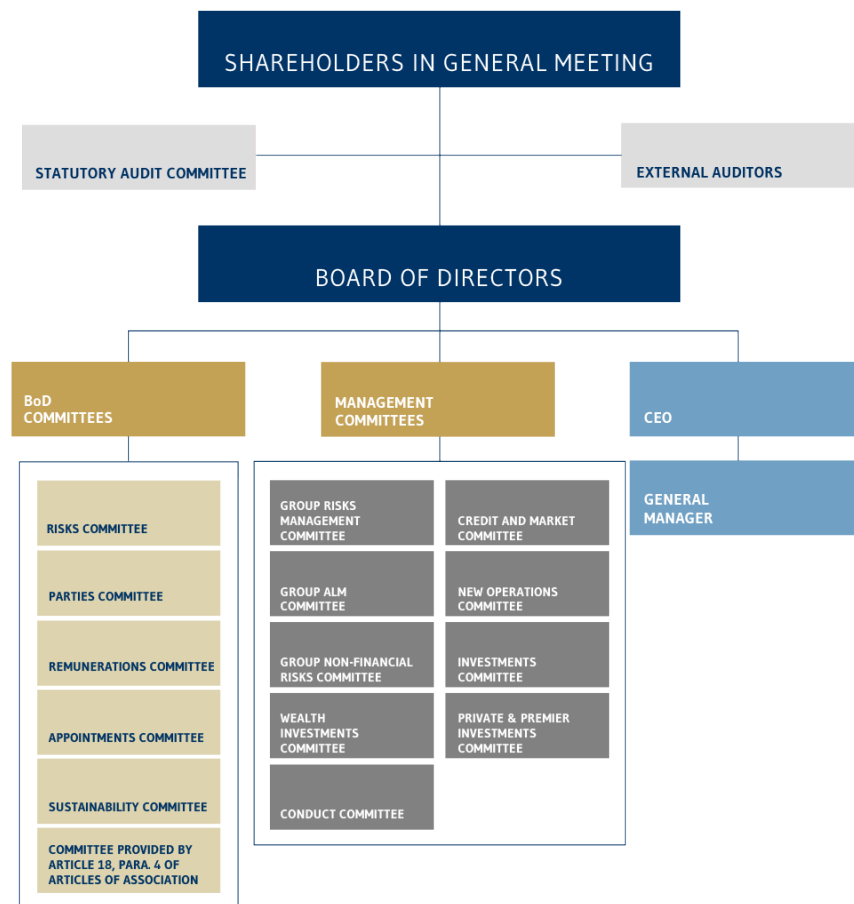 SHAREHOLDERS IN GENERAL MEETING
STATUTORY AUDIT COMMITTEE
EXTERNAL AUDITORS
BOARD OF DIRECTORS
BoD
COMMITTEES
MANAGEMENT
COMMITTEES
CEO
GENERAL
MANAGER
RISKS COMMITTEE
PARTIES COMMITTEE
REMUNERATIONS COMMITTEE
APPOINTMENTS COMMITTEE
SUSTAINABILITY COMMITTEE
COMMITTEE PROVIDED BY
ARTICLE 18, PARA. 4 OF
ARTICLES OF ASSOCIATION
GROUP RISKS
MANAGEMENT
COMMITTEE
CREDIT AND MARKET
COMMITTEE
GROUP ALM
COMMITTEE
NEW OPERATIONS
COMMITTEE
GROUP NON-FINANCIAL
RISKS COMMITTEE
INVESTMENTS
COMMITTEE
WEALTH
INVESTMENTS
COMMITTEE
PRIVATE & PREMIER
INVESTMENTS
COMMITTEE
CONDUCT COMMITTEE